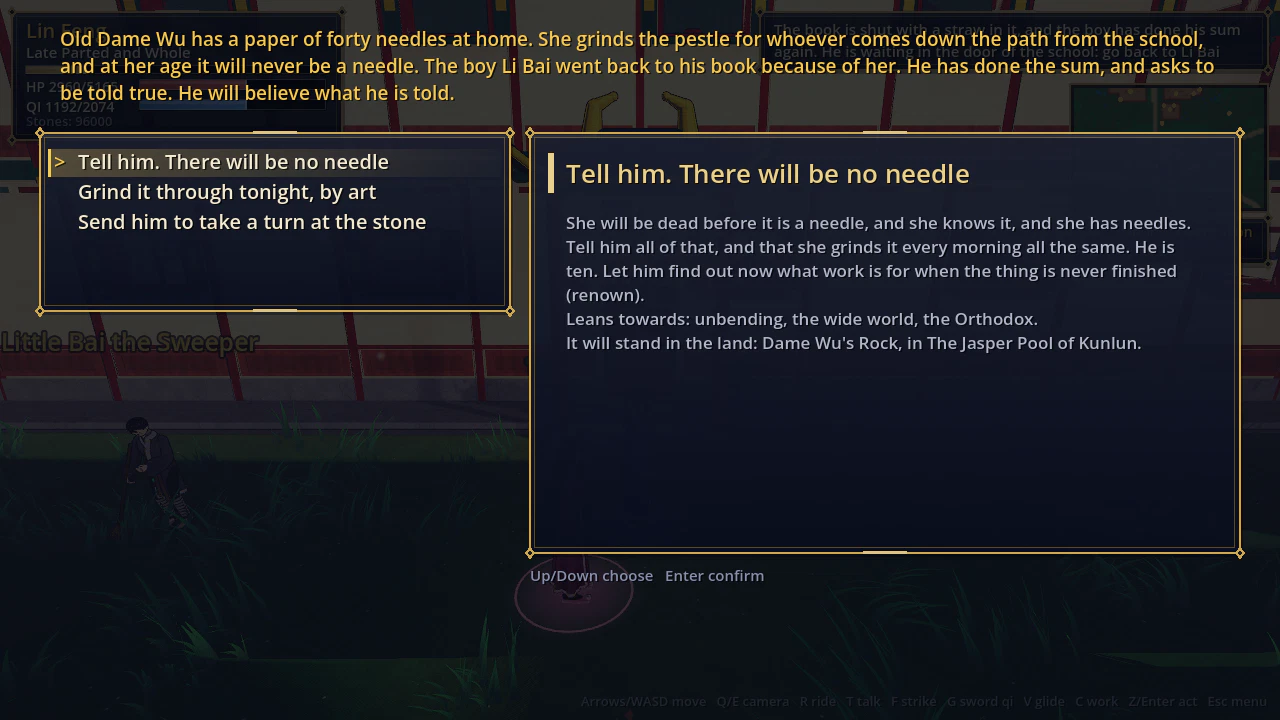 Lin Feng
Late Parted and Whole
QI 1192/2074
Stones: 96000
The book is shut with a straw in it, and the boy has done his sum
again. He is waiting in the door of the school: go back to Li Bai
Old Dame Wu has a paper of forty needles at home. She grinds the pestle for whoever comes down the path from the school,
and at her age it will never be a needle. The boy Li Bai went back to his book because of her. He has done the sum, and asks to
be told true. He will believe what he is told.
> Tell him. There will be no needle
Grind it through tonight, by art
Send him to take a turn at the stone
Tell him. There will be no needle
She will be dead before it is a needle, and she knows it, and she has needles.
Tell him all of that, and that she grinds it every morning all the same. He is
ten. Let him find out now what work is for when the thing is never finished
(renown).
Leans towards: unbending, the wide world, the Orthodox.
It will stand in the land: Dame Wu's Rock, in The Jasper Pool of Kunlun.
Little Bai the Sweeper
Up/Down choose Enter confirm
Arrows/WASD move Q/E camera R ride T talk F strike G sword qi V glide C work Z/Enter act Esc menu